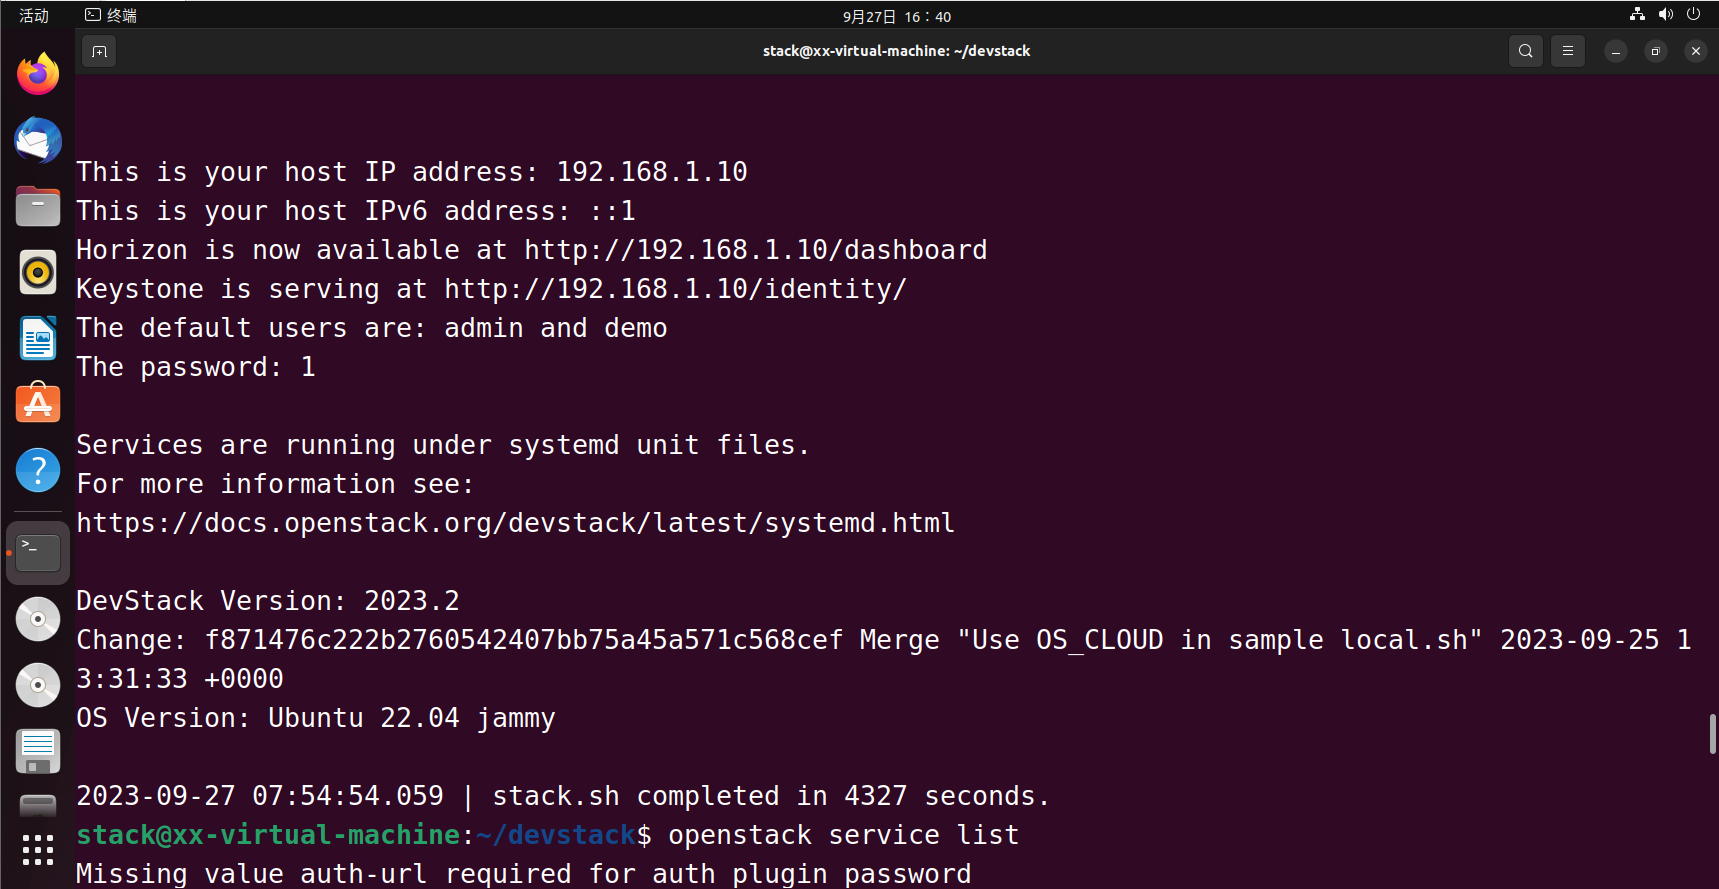 活动 终端 9月27日 16：40
stack@xx-virtual-machine: ~/devstack
This is your host IP address: 192.168.1.10
This is your host IPv6 address: ::1
Horizon is now available at http://192.168.1.10/dashboard
Keystone is serving at http://192.168.1.10/identity/
The default users are: admin and demo
The password: 1
Services are running under systemd unit files.
For more information see:
https://docs.openstack.org/devstack/latest/systemd.html
DevStack Version: 2023.2
Change: f871476c222b2760542407bb75a45a571c568cef Merge "Use OS_CLOUD in sample local.sh" 2023-09-25 1
3:31:33 +0000
OS Version: Ubuntu 22.04 jammy
2023-09-27 07:54:54.059 | stack.sh completed in 4327 seconds.
stack@xx-virtual-machine:~/devstack$ openstack service list
Missing value auth-url required for auth plugin password